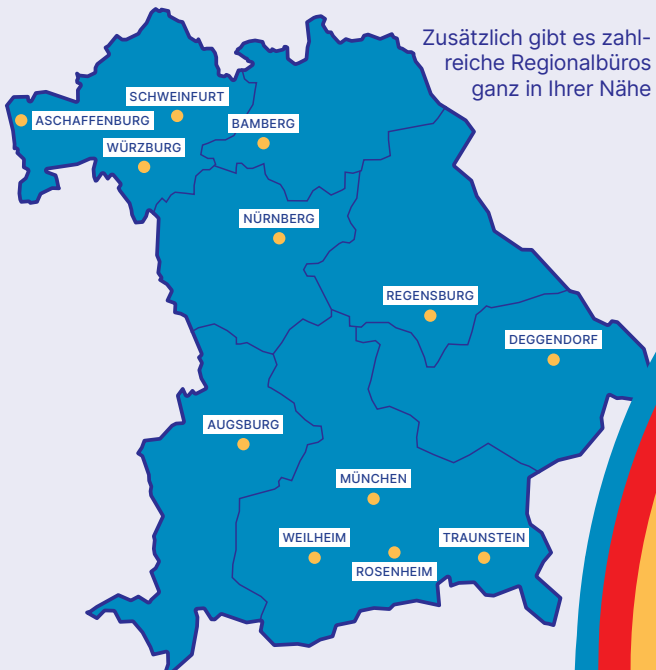 Zusätzlich gibt es zahl-
reiche Regionalbüros
ganz in Ihrer Nähe
SCHWEINFURT
ASCHAFFENBURG
BAMBERG
WÜRZBURG
NÜRNBERG
REGENSBURG
DEGGENDORF
AUGSBURG
MÜNCHEN
WEILHEIM
TRAUNSTEIN
ROSENHEIM